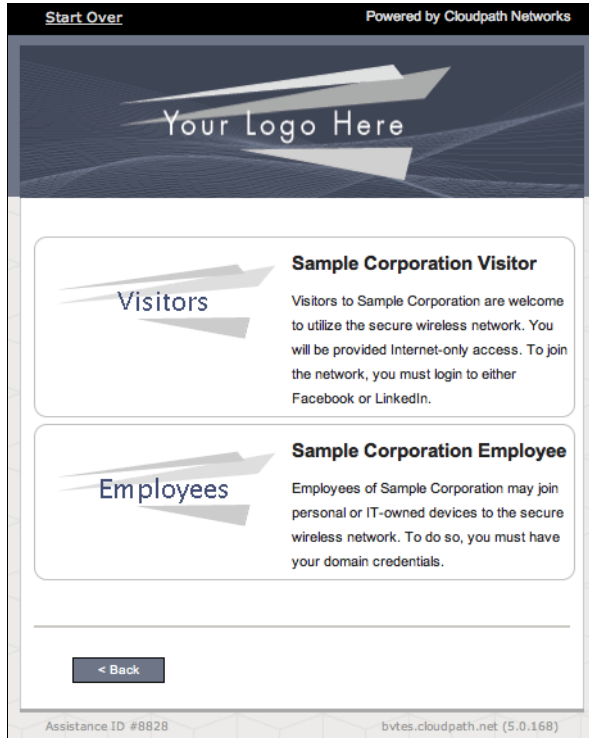 Start Over
Powered by Cloudpath Networks
Your Logo Here
Visitors
Sample Corporation Visitor
Visitors to Sample Corporation are welcome
to utilize the secure wireless network. You
will be provided Internet-only access. To join
the network, you must login to either
Facebook or LinkedIn.
Employees
Sample Corporation Employee
Employees of Sample Corporation may join
personal or IT-owned devices to the secure
wireless network. To do so, you must have
your domain credentials.
< Back
Assistance ID #8828
bvtes.cloudpath.net (5.0.168)